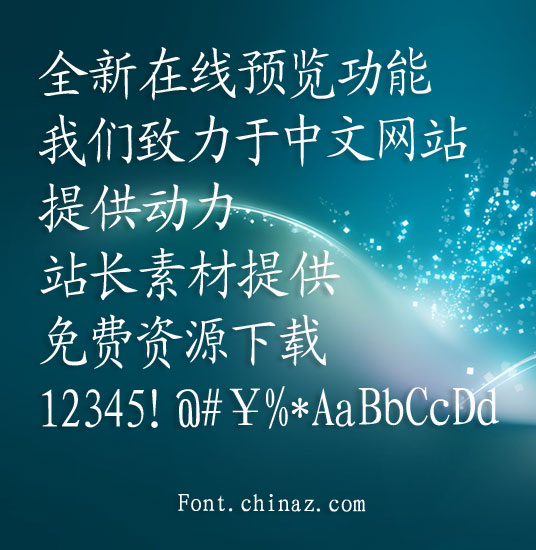 全新在线预览功能
我们致力于中文网站
提供动力
站长素材提供
免费资源下载
12345!@#￥%*AaBbCcDd
Font.chinaz.com